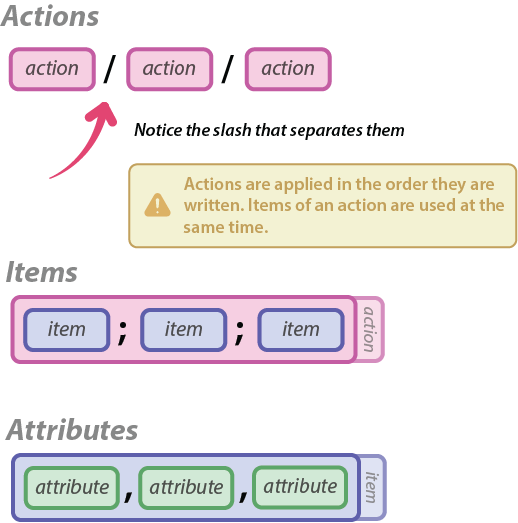 Actions
action / action / action
Notice the slash that separates them
Actions are applied in the order they are
written. Items of an action are used at the
same time.
Items
item ; item ; item
action
Attributes
attribute , attribute , attribute
item